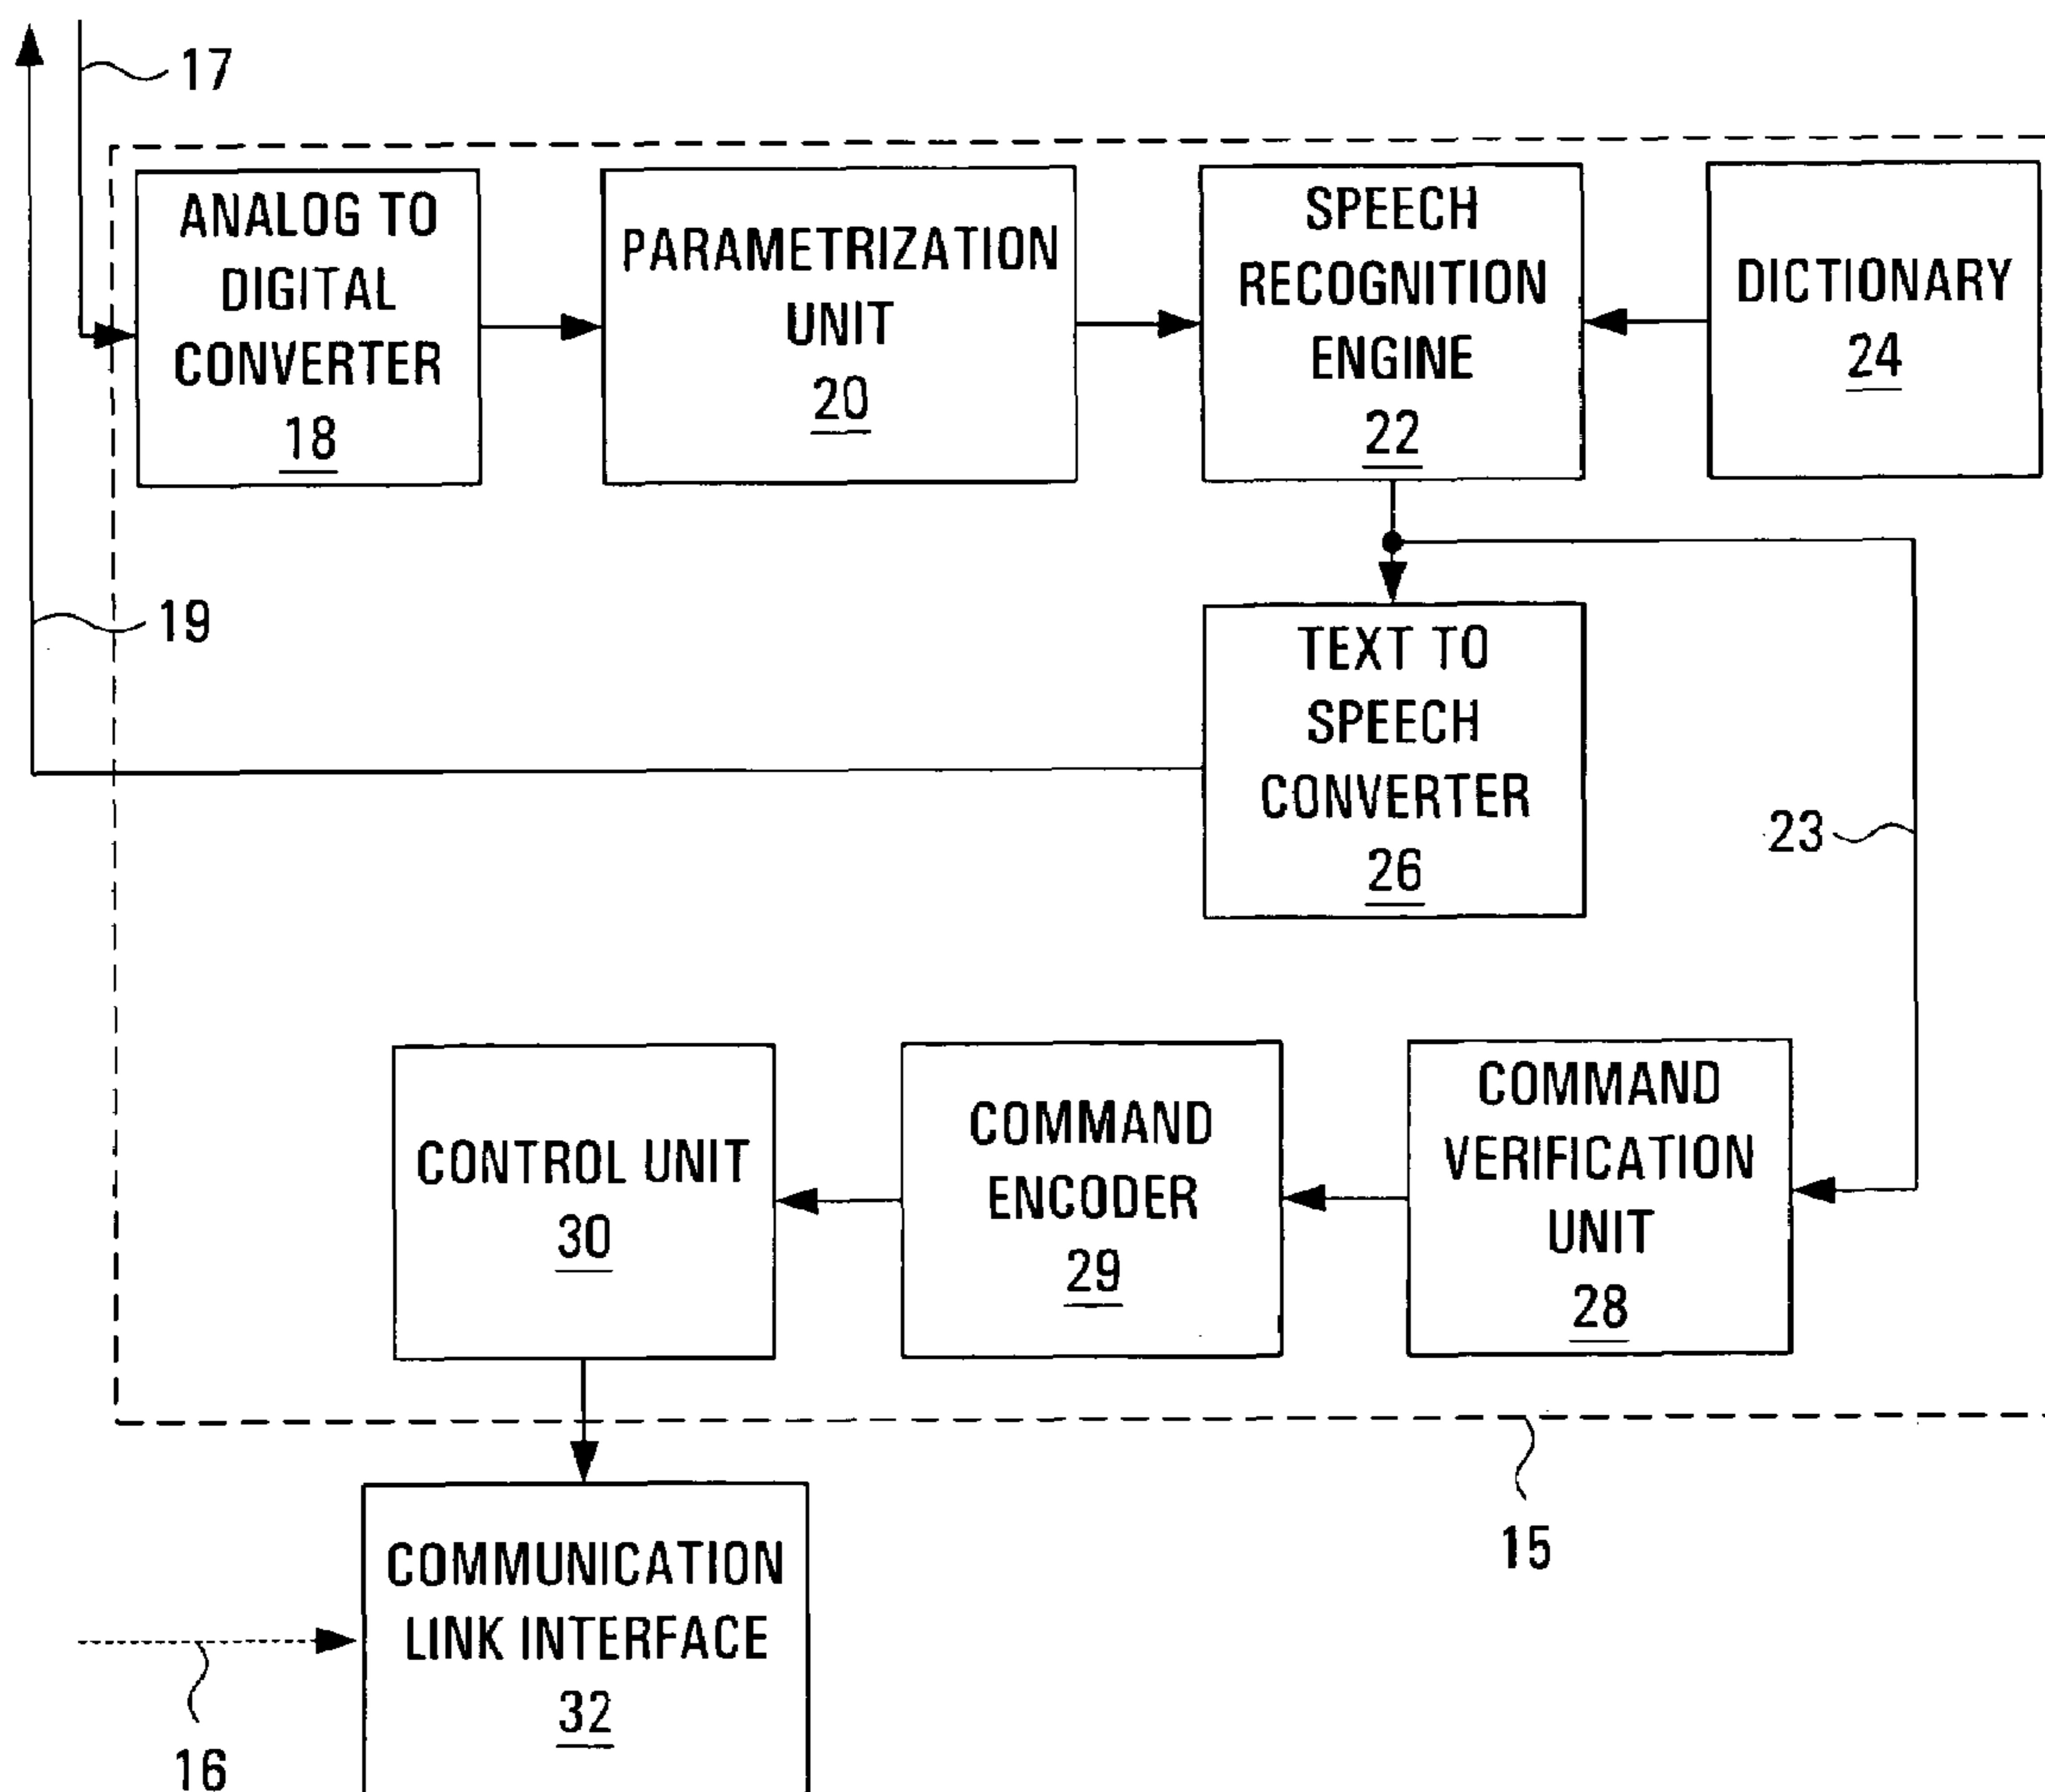 17
ANALOG TO
DIGITAL
CONVERTER
18
PARAMETRIZATION
UNIT
20
SPEECH
RECOGNITION
ENGINE
22
DICTIONARY
24
19
TEXT TO
SPEECH
CONVERTER
26
23
CONTROL UNIT
30
COMMAND
ENCODER
29
COMMAND
VERIFICATION
UNIT
28
15
COMMUNICATION
LINK INTERFACE
32
16